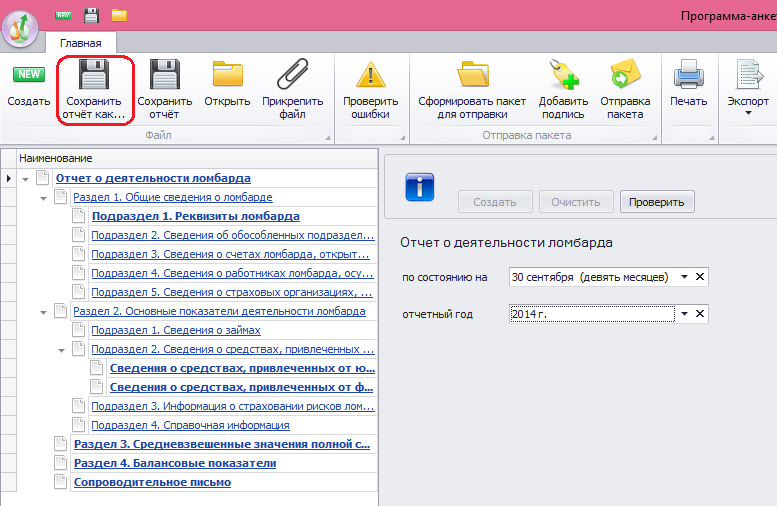 NEW
Программа-анкет
Главная
NEW
Создать
Сохранить
отчёт как...
Сохранить
отчёт
Открыть
Прикрепить
файл
Проверить
ошибки
Сформировать пакет
для отправки
Добавить
подпись
Отправка
пакета
Печать
Экспорт
Файл
Отправка пакета
Наименование
Отчет о деятельности ломбарда
Раздел 1. Общие сведения о ломбарде
Подраздел 1. Реквизиты ломбарда
Подраздел 2. Сведения об обособленных подраздел...
Подраздел 3. Сведения о счетах ломбарда, открыт...
Подраздел 4. Сведения о работниках ломбарда, осу...
Подраздел 5. Сведения о страховых организациях, ...
Раздел 2. Основные показатели деятельности ломбарда
Подраздел 1. Сведения о займах
Подраздел 2. Сведения о средствах, привлеченных ...
Сведения о средствах, привлеченных от ю...
Сведения о средствах, привлеченных от ф...
Подраздел 3. Информация о страховании рисков лом...
Подраздел 4. Справочная информация
Раздел 3. Средневзвешенные значения полной с...
Раздел 4. Балансовые показатели
Сопроводительное письмо
Создать
Очистить
Проверить
Отчет о деятельности ломбарда
по состоянию на
30 сентября (девять месяцев)
отчетный год
2014 г.